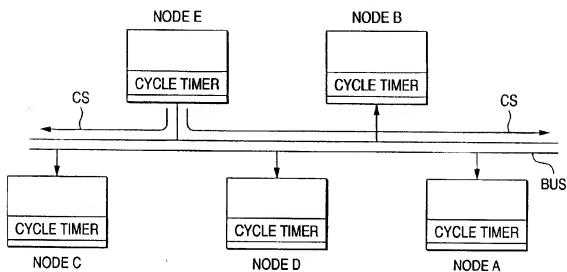 NODE E
NODE B
CYCLE TIMER
CYCLE TIMER
CS
CS
BUS
CYCLE TIMER
CYCLE TIMER
CYCLE TIMER
NODE C
NODE D
NODE A